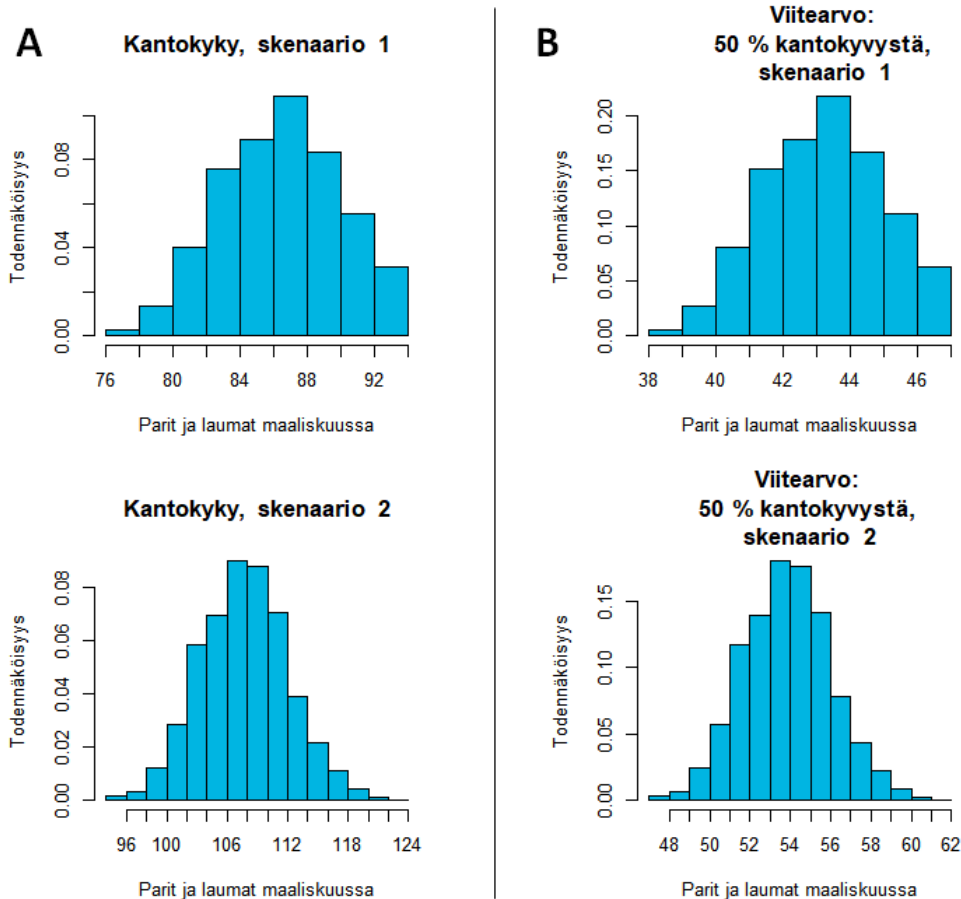 A
Kantokyky, skenaario 1
Todennäköisyys
0.00 0.04 0.08
76 80 84 88 92
Parit ja laumat maaliskuussa
B
Viitearvo:
50 % kantokyvystä,
skenaario 1
Todennäköisyys
0.00 0.05 0.10 0.15 0.20
38 40 42 44 46
Parit ja laumat maaliskuussa
Kantokyky, skenaario 2
Todennäköisyys
0.00 0.02 0.04 0.06 0.08
96 100 106 112 118 124
Parit ja laumat maaliskuussa
Viitearvo:
50 % kantokyvystä,
skenaario 2
Todennäköisyys
0.00 0.05 0.10 0.15
48 50 52 54 56 58 60 62
Parit ja laumat maaliskuussa